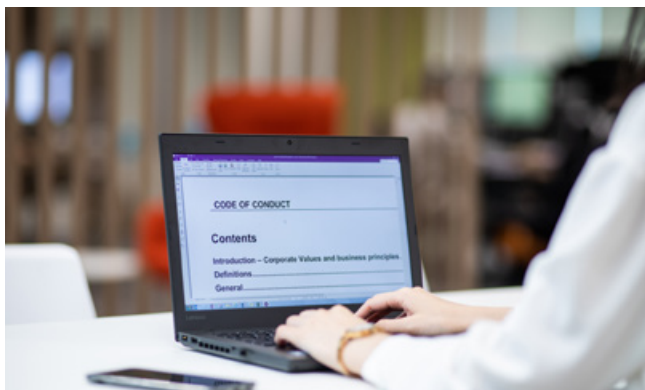 CODE OF CONDUCT
Contents
Introduction – Corporate Values and business principles
Definitions
General